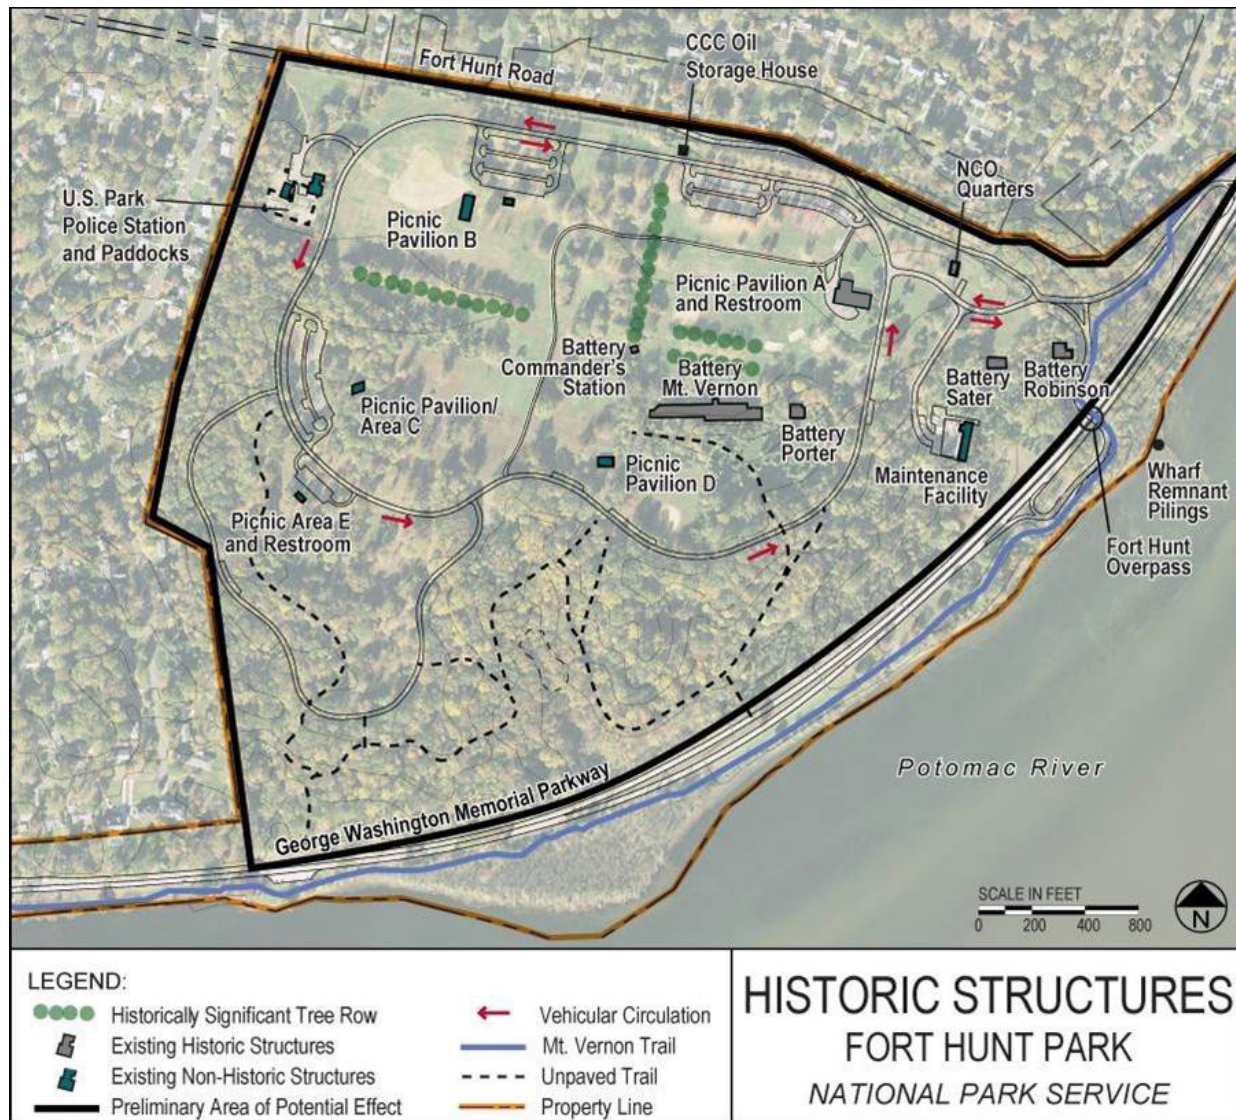 Fort Hunt Road
CCC Oil
Storage House
NCO
Quarters
U.S. Park
Police Station
and Paddocks
Picnic
Pavilion B
Picnic Pavilion A
and Restroom
Battery
Commander's
Station
Battery
Mt. Vernon
Battery
Sater
Battery
Robinson
Picnic Pavilion/
Area C
Battery
Porter
Picnic
Pavilion D
Maintenance
Facility
Wharf
Remnant
Pilings
Picnic Area E
and Restroom
Fort Hunt
Overpass
George Washington Memorial Parkway
Potomac River
SCALE IN FEET
0 200 400 800
N
LEGEND:
Historically Significant Tree Row
Existing Historic Structures
Existing Non-Historic Structures
Preliminary Area of Potential Effect
Vehicular Circulation
Mt. Vernon Trail
Unpaved Trail
Property Line
HISTORIC STRUCTURES
FORT HUNT PARK
NATIONAL PARK SERVICE